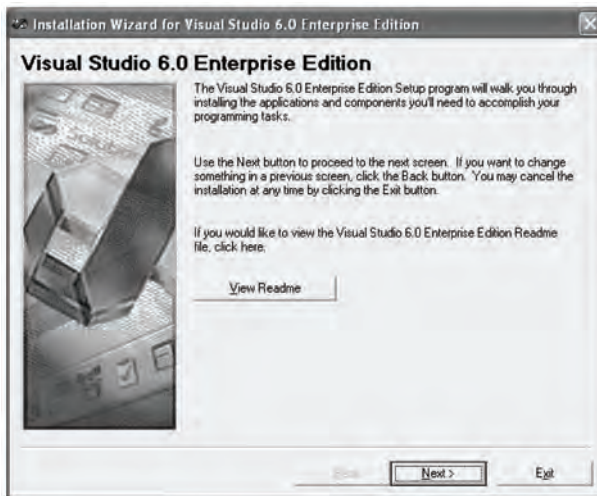 Installation Wizard for Visual Studio 6.0 Enterprise Edition
Visual Studio 6.0 Enterprise Edition
The Visual Studio 6.0 Enterprise Edition Setup program will walk you through
installing the applications and components you'll need to accomplish your
programming tasks.
Use the Next button to proceed to the next screen. If you want to change
something in a previous screen, click the Back button. You may cancel the
installation at any time by clicking the Exit button.
If you would like to view the Visual Studio 6.0 Enterprise Edition Readme
file, click here.
View Readme
Next >
Exit